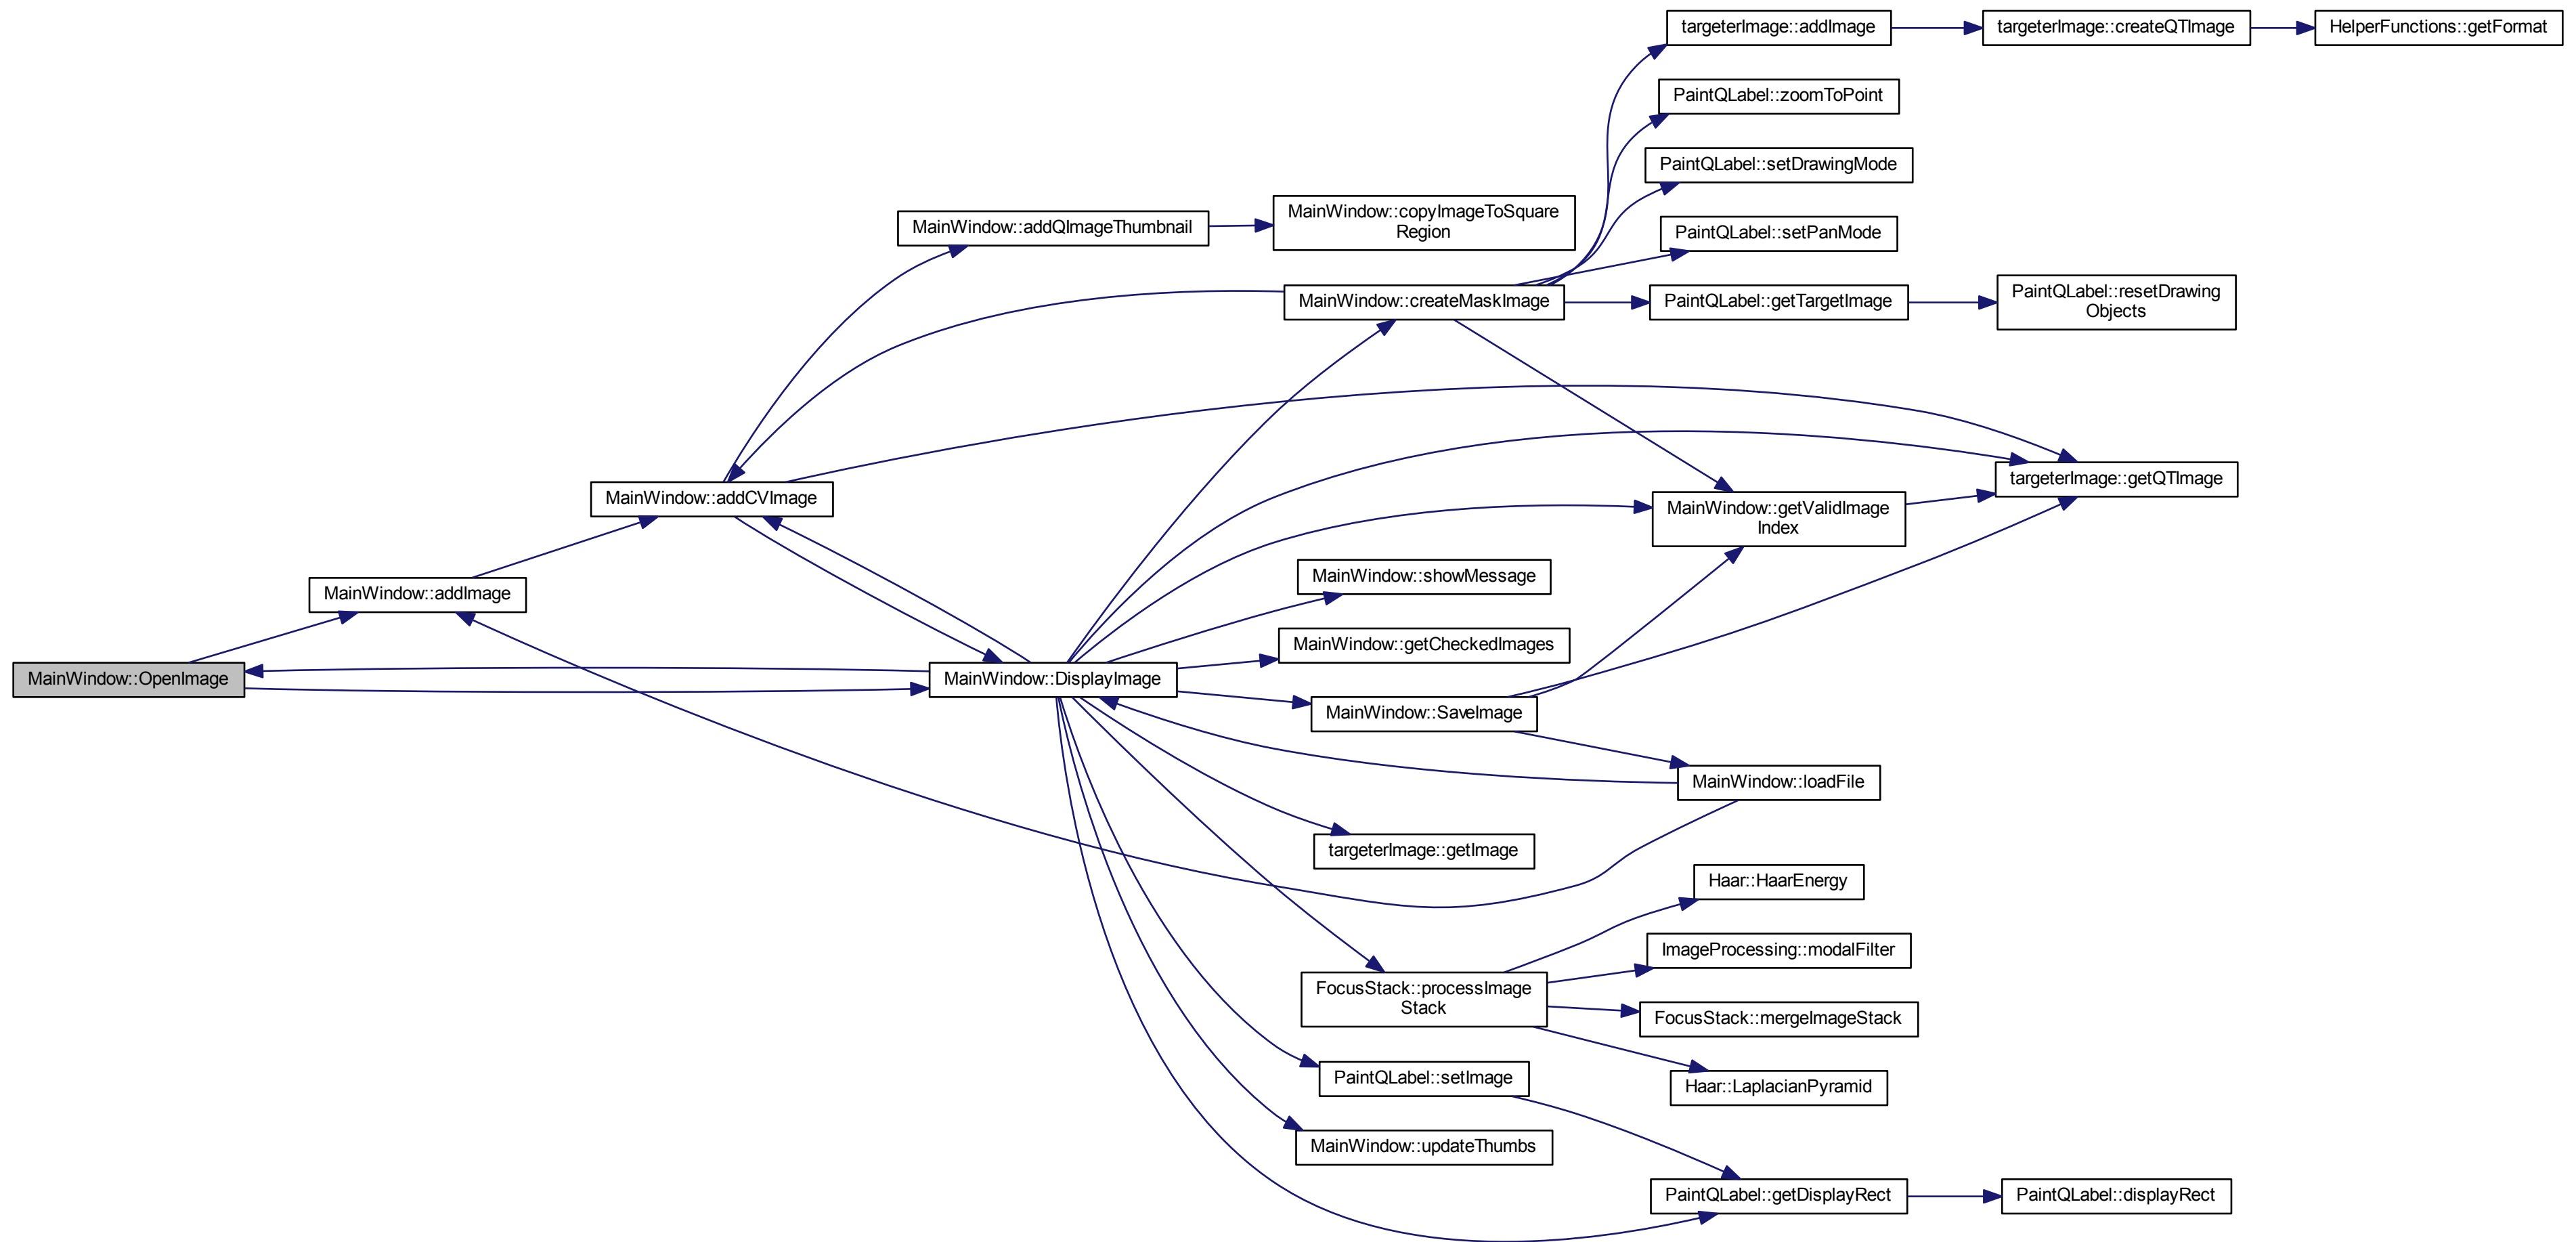 targeterImage::addImage
targeterImage::createQTImage
HelperFunctions::getFormat
PaintQLabel::zoomToPoint
PaintQLabel::setDrawingMode
MainWindow::addQImageThumbnail
MainWindow::copyImageToSquare
Region
PaintQLabel::setPanMode
MainWindow::createMaskImage
PaintQLabel::getTargetImage
PaintQLabel::resetDrawing
Objects
MainWindow::addCVImage
targeterImage::getQTImage
MainWindow::getValidImage
Index
MainWindow::addImage
MainWindow::showMessage
MainWindow::getCheckedImages
MainWindow::OpenImage
MainWindow::DisplayImage
MainWindow::SaveImage
MainWindow::loadFile
targeterImage::getImage
Haar::HaarEnergy
ImageProcessing::modalFilter
FocusStack::processImage
Stack
FocusStack::mergeImageStack
PaintQLabel::setImage
Haar::LaplacianPyramid
MainWindow::updateThumbs
PaintQLabel::getDisplayRect
PaintQLabel::displayRect